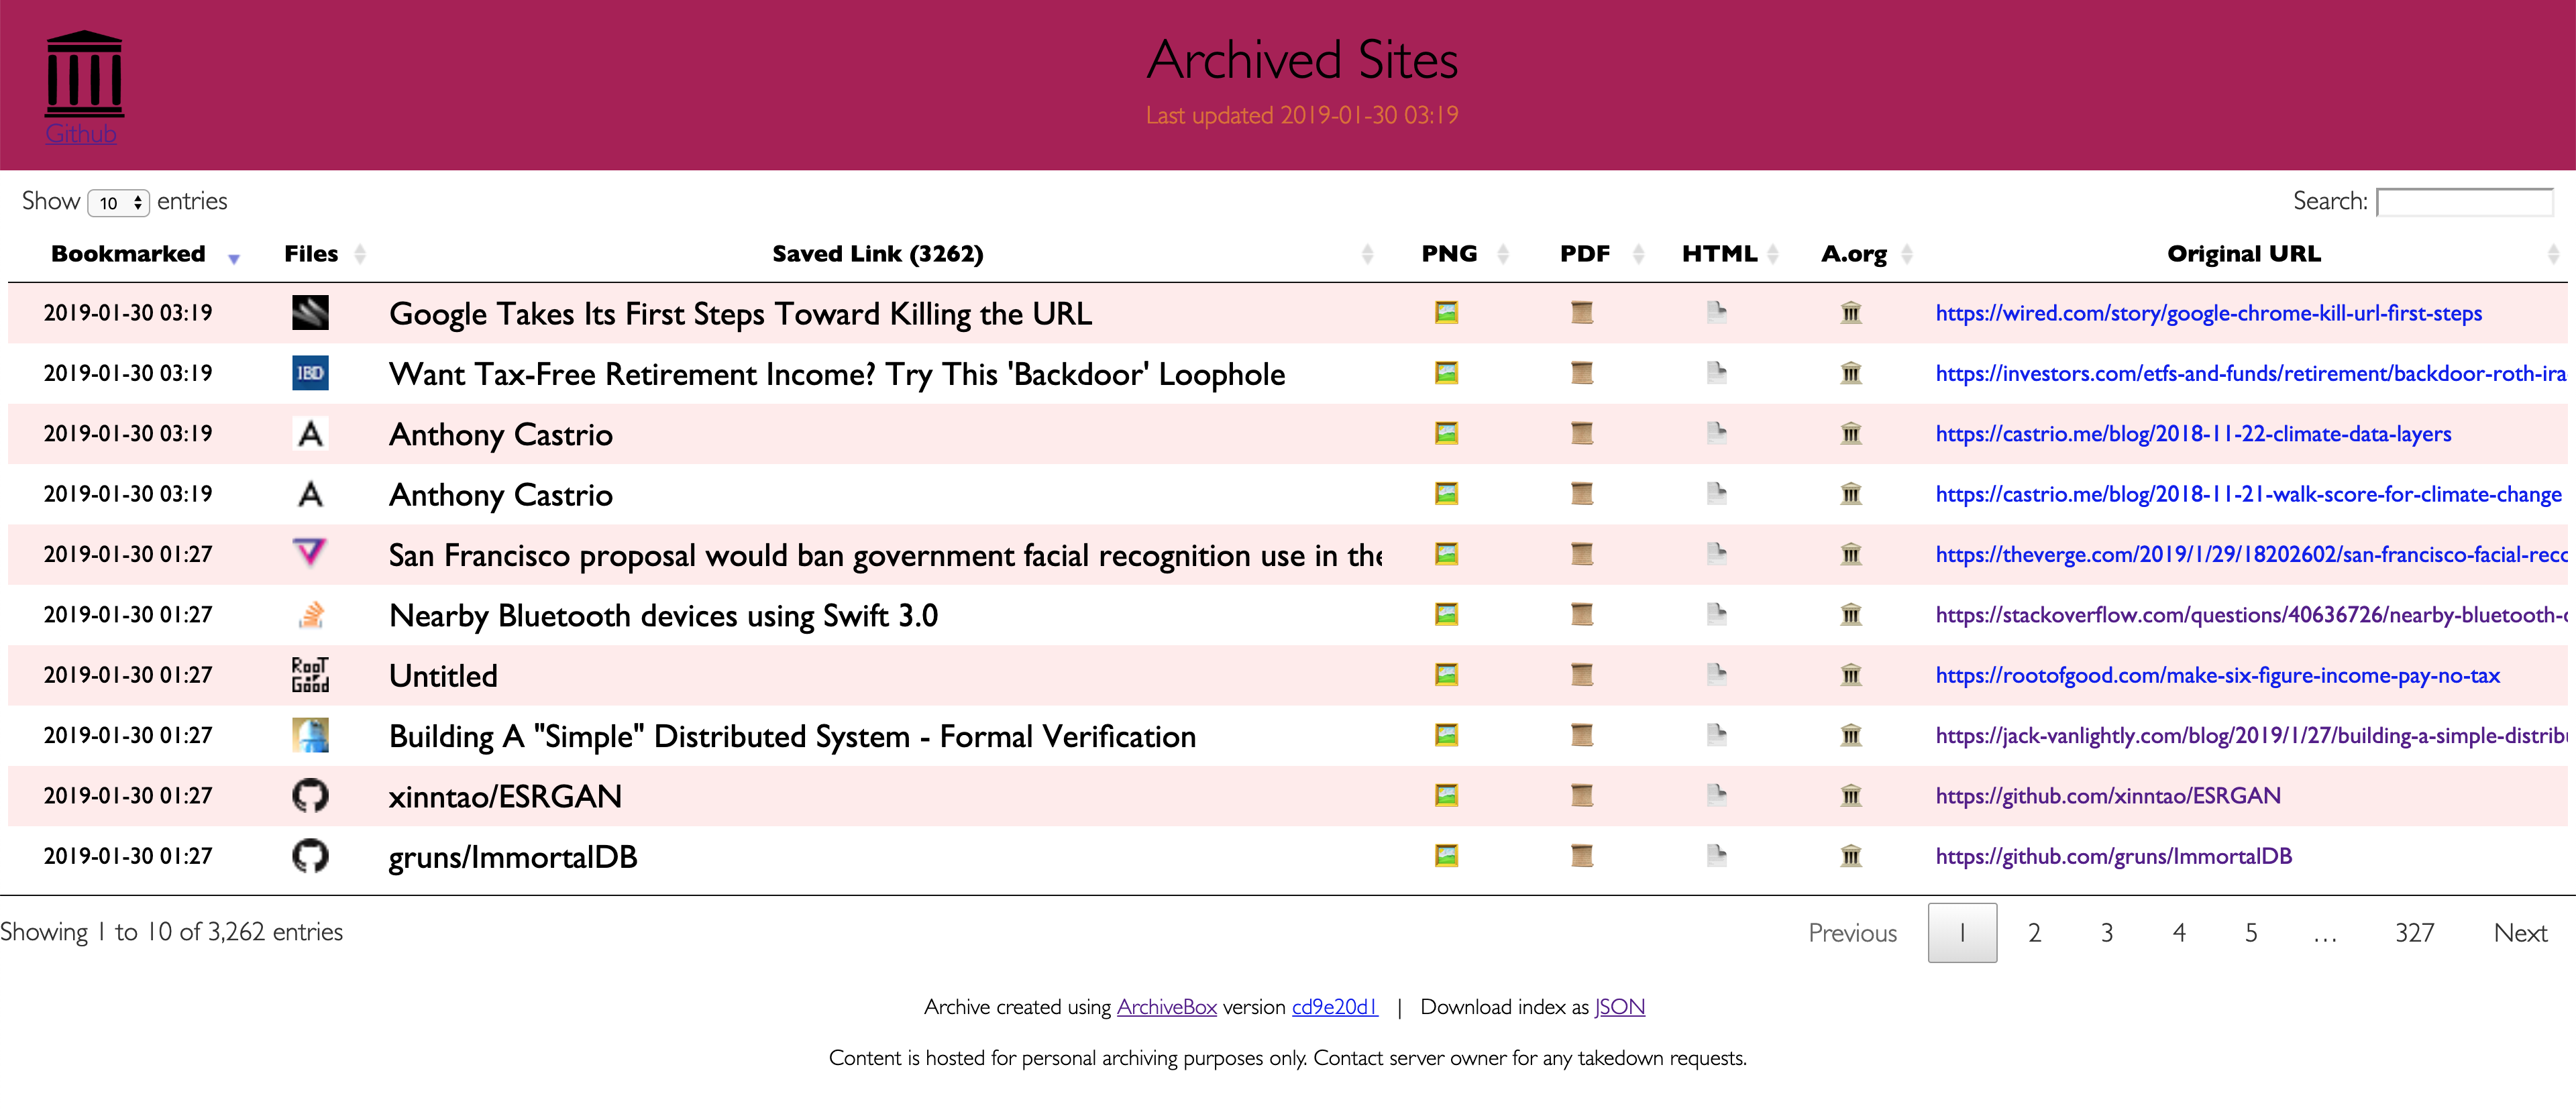 Archived Sites
Last updated 2019-01-30 03:19
Github
Show 10 entries
Search:
Bookmarked Files Saved Link (3262) PNG PDF HTML A.org Original URL
2019-01-30 03:19 Google Takes Its First Steps Toward Killing the URL https://wired.com/story/google-chrome-kill-url-first-steps
2019-01-30 03:19 IBD Want Tax-Free Retirement Income? Try This 'Backdoor' Loophole https://investors.com/etfs-and-funds/retirement/backdoor-roth-ira
2019-01-30 03:19 A Anthony Castrio https://castrio.me/blog/2018-11-22-climate-data-layers
2019-01-30 03:19 A Anthony Castrio https://castrio.me/blog/2018-11-21-walk-score-for-climate-change
2019-01-30 01:27 San Francisco proposal would ban government facial recognition use in the https://theverge.com/2019/1/29/18202602/san-francisco-facial-reco
2019-01-30 01:27 Nearby Bluetooth devices using Swift 3.0 https://stackoverflow.com/questions/40636726/nearby-bluetooth-
2019-01-30 01:27 RooT of Good Untitled https://rootofgood.com/make-six-figure-income-pay-no-tax
2019-01-30 01:27 Building A "Simple" Distributed System - Formal Verification https://jack-vanlightly.com/blog/2019/1/27/building-a-simple-distrib
2019-01-30 01:27 xinntao/ESRGAN https://github.com/xinntao/ESRGAN
2019-01-30 01:27 gruns/ImmortalDB https://github.com/gruns/ImmortalDB
Showing 1 to 10 of 3,262 entries
Previous 1 2 3 4 5 … 327 Next
Archive created using ArchiveBox version cd9e20d1 | Download index as JSON
Content is hosted for personal archiving purposes only. Contact server owner for any takedown requests.